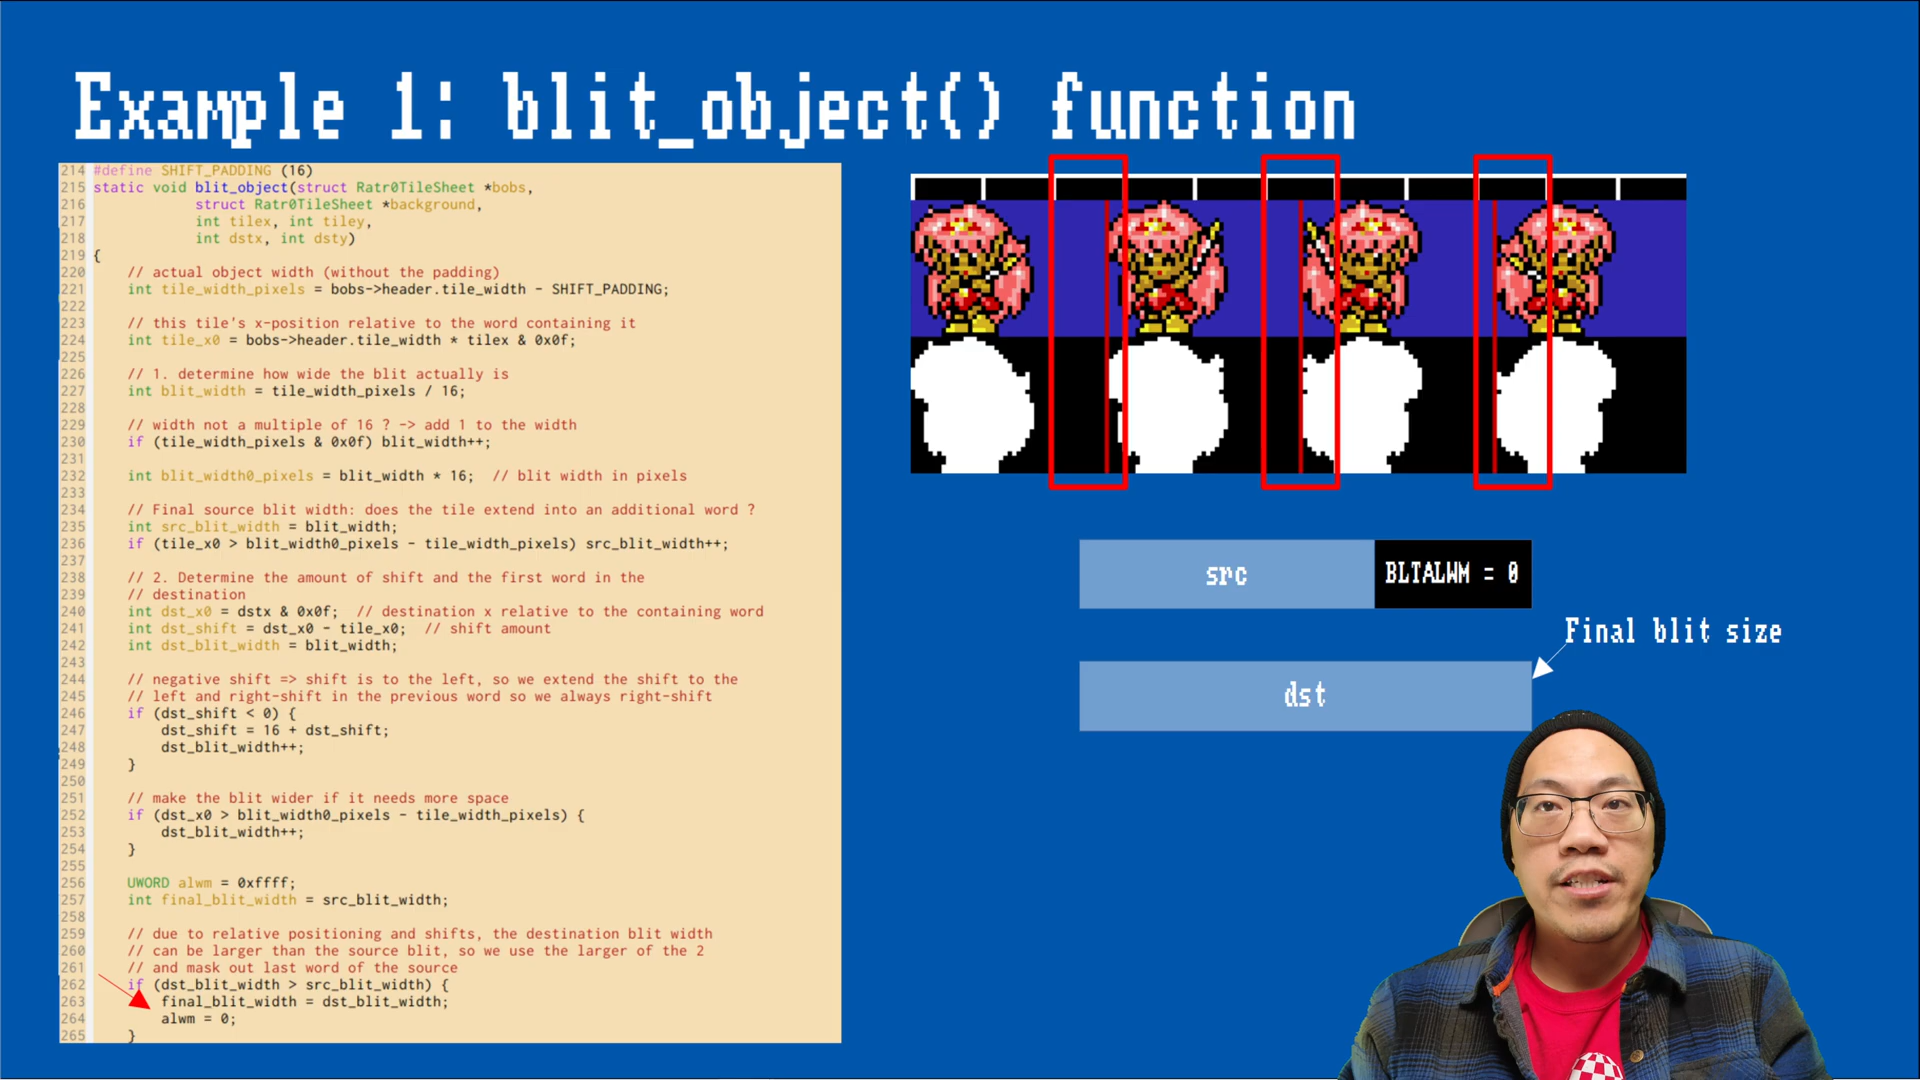 Example 1: blit_object() function
214 #define SHIFT_PADDING (16)
215 static void blit_object(struct Ratr0TileSheet *bobs,
216 struct Ratr0TileSheet *background,
217 int tilex, int tiley,
218 int dstx, int dsty)
219 {
220 // actual object width (without the padding)
221 int tile_width_pixels = bobs->header.tile_width - SHIFT_PADDING;
222
223 // this tile's x-position relative to the word containing it
224 int tile_x0 = bobs->header.tile_width * tilex & 0x0f;
225
226 // 1. determine how wide the blit actually is
227 int blit_width = tile_width_pixels / 16;
228
229 // width not a multiple of 16 ? -> add 1 to the width
230 if (tile_width_pixels & 0x0f) blit_width++;
231
232 int blit_width0_pixels = blit_width * 16; // blit width in pixels
233
234 // Final source blit width: does the tile extend into an additional word ?
235 int src_blit_width = blit_width;
236 if (tile_x0 > blit_width0_pixels - tile_width_pixels) src_blit_width++;
237
238 // 2. Determine the amount of shift and the first word in the
239 // destination
240 int dst_x0 = dstx & 0x0f; // destination x relative to the containing word
241 int dst_shift = dst_x0 - tile_x0; // shift amount
242 int dst_blit_width = blit_width;
243
244 // negative shift => shift is to the left, so we extend the shift to the
245 // left and right-shift in the previous word so we always right-shift
246 if (dst_shift < 0) {
247 dst_shift = 16 + dst_shift;
248 dst_blit_width++;
249 }
250
251 // make the blit wider if it needs more space
252 if (dst_x0 > blit_width0_pixels - tile_width_pixels) {
253 dst_blit_width++;
254 }
255
256 UWORD alwm = 0xffff;
257 int final_blit_width = src_blit_width;
258
259 // due to relative positioning and shifts, the destination blit width
260 // can be larger than the source blit, so we use the larger of the 2
261 // and mask out last word of the source
262 if (dst_blit_width > src_blit_width) {
263 final_blit_width = dst_blit_width;
264 alwm = 0;
265 }
src
BLTALWM = 0
Final blit size
dst